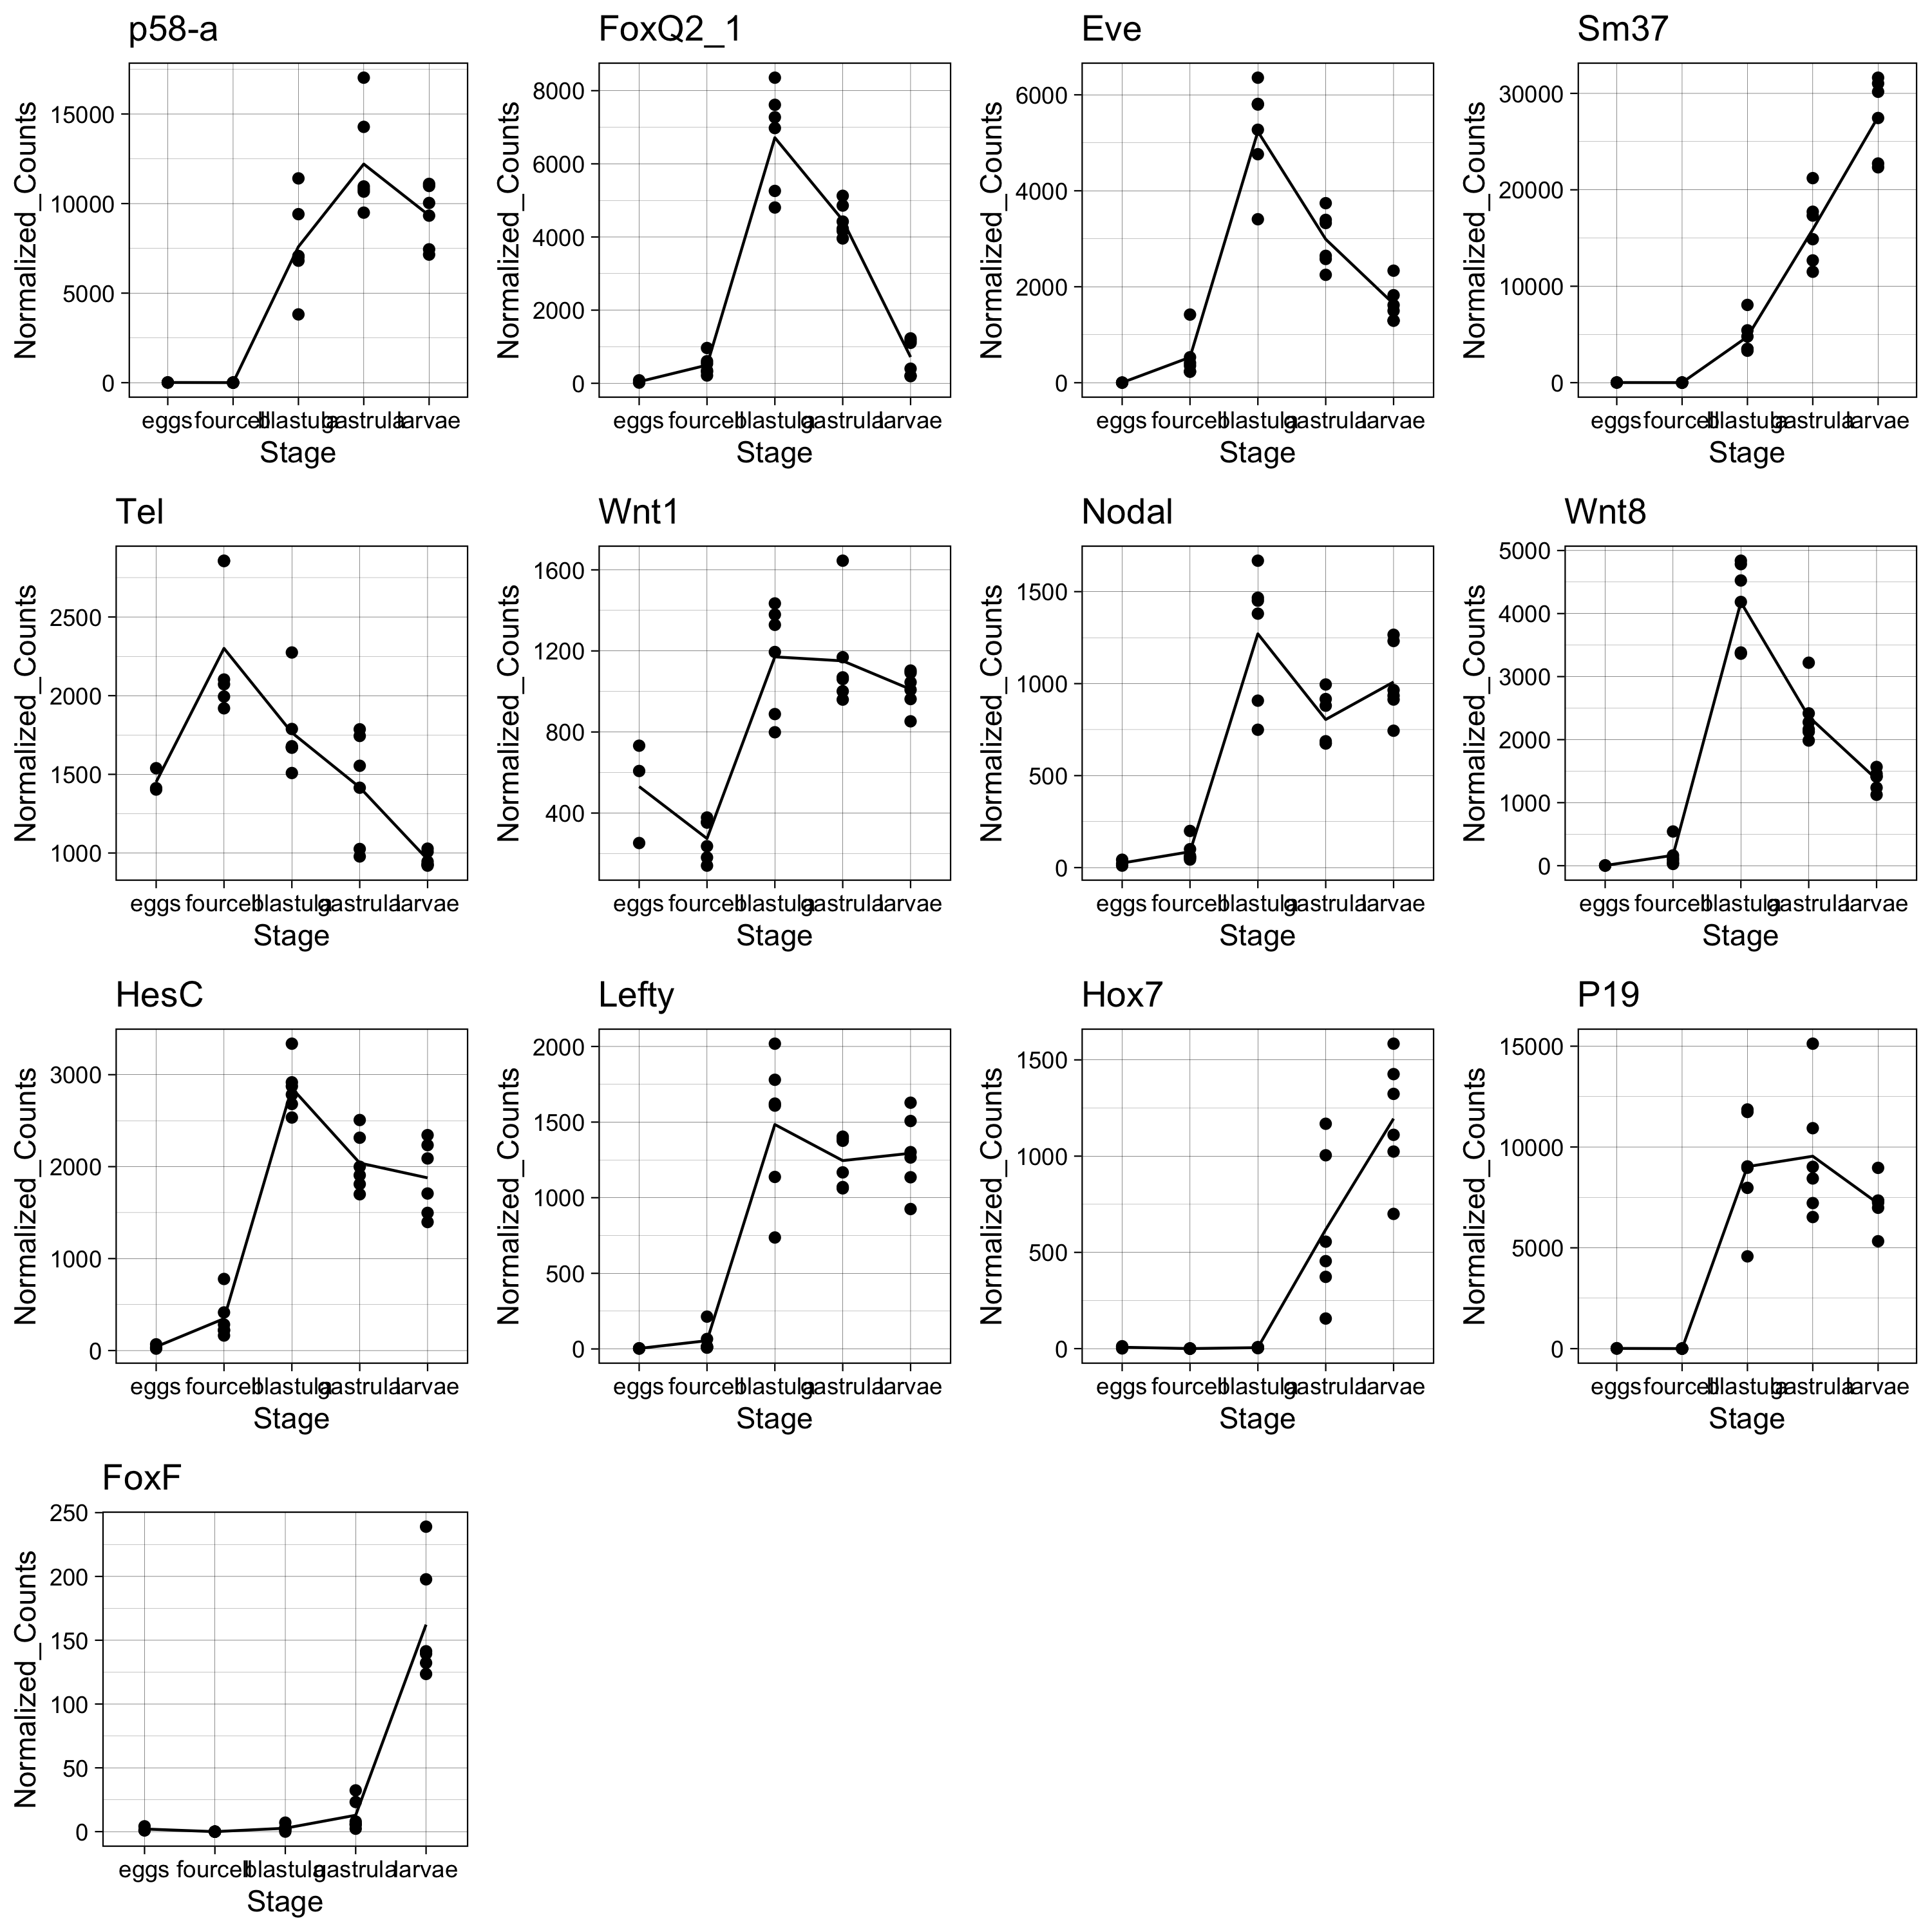 p58-a
FoxQ2_1
Eve
Sm37
Normalized_Counts
15000
10000
5000
0
eggs fourcell blastula gastrula larvae
Stage
Normalized_Counts
8000
6000
4000
2000
0
eggs fourcell blastula gastrula larvae
Stage
Normalized_Counts
6000
4000
2000
0
eggs fourcell blastula gastrula larvae
Stage
Normalized_Counts
30000
20000
10000
0
eggs fourcell blastula gastrula larvae
Stage
Tel
Wnt1
Nodal
Wnt8
Normalized_Counts
2500
2000
1500
1000
eggs fourcell blastula gastrula larvae
Stage
Normalized_Counts
1600
1200
800
400
eggs fourcell blastula gastrula larvae
Stage
Normalized_Counts
1500
1000
500
0
eggs fourcell blastula gastrula larvae
Stage
Normalized_Counts
5000
4000
3000
2000
1000
0
eggs fourcell blastula gastrula larvae
Stage
HesC
Lefty
Hox7
P19
Normalized_Counts
3000
2000
1000
0
eggs fourcell blastula gastrula larvae
Stage
Normalized_Counts
2000
1500
1000
500
0
eggs fourcell blastula gastrula larvae
Stage
Normalized_Counts
1500
1000
500
0
eggs fourcell blastula gastrula larvae
Stage
Normalized_Counts
15000
10000
5000
0
eggs fourcell blastula gastrula larvae
Stage
FoxF
Normalized_Counts
250
200
150
100
50
0
eggs fourcell blastula gastrula larvae
Stage